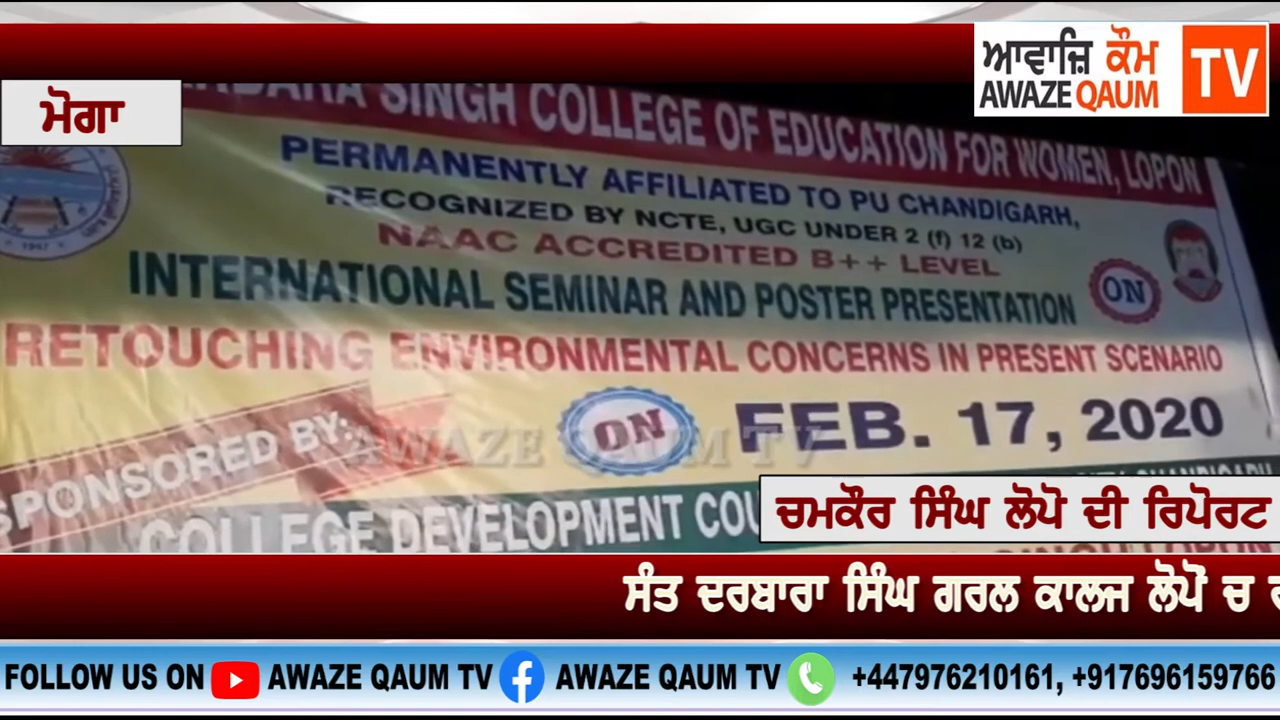 ਆਵਾਜ਼ਿ ਕੌਮ
AWAZE QAUM TV
ਮੋਗਾ
SINGH COLLEGE OF EDUCATION FOR WOMEN, LOPON
PERMANENTLY AFFILIATED TO PU CHANDIGARH,
RECOGNIZED BY NCTE, UGC UNDER 2 (f) 12 (b)
NAAC ACCREDITED B++ LEVEL
INTERNATIONAL SEMINAR AND POSTER PRESENTATION ON
RETOUCHING ENVIRONMENTAL CONCERNS IN PRESENT SCENARIO
ON FEB. 17, 2020
AWAZE QAUM TV
SPONSORED BY:
COLLEGE DEVELOPMENT
ਚਮਕੌਰ ਸਿੰਘ ਲੋਪੋ ਦੀ ਰਿਪੋਰਟ
ਸੰਤ ਦਰਬਾਰਾ ਸਿੰਘ ਗਰਲ ਕਾਲਜ ਲੋਪੋਂ ਚ
FOLLOW US ON AWAZE QAUM TV AWAZE QAUM TV +447976210161, +917696159766